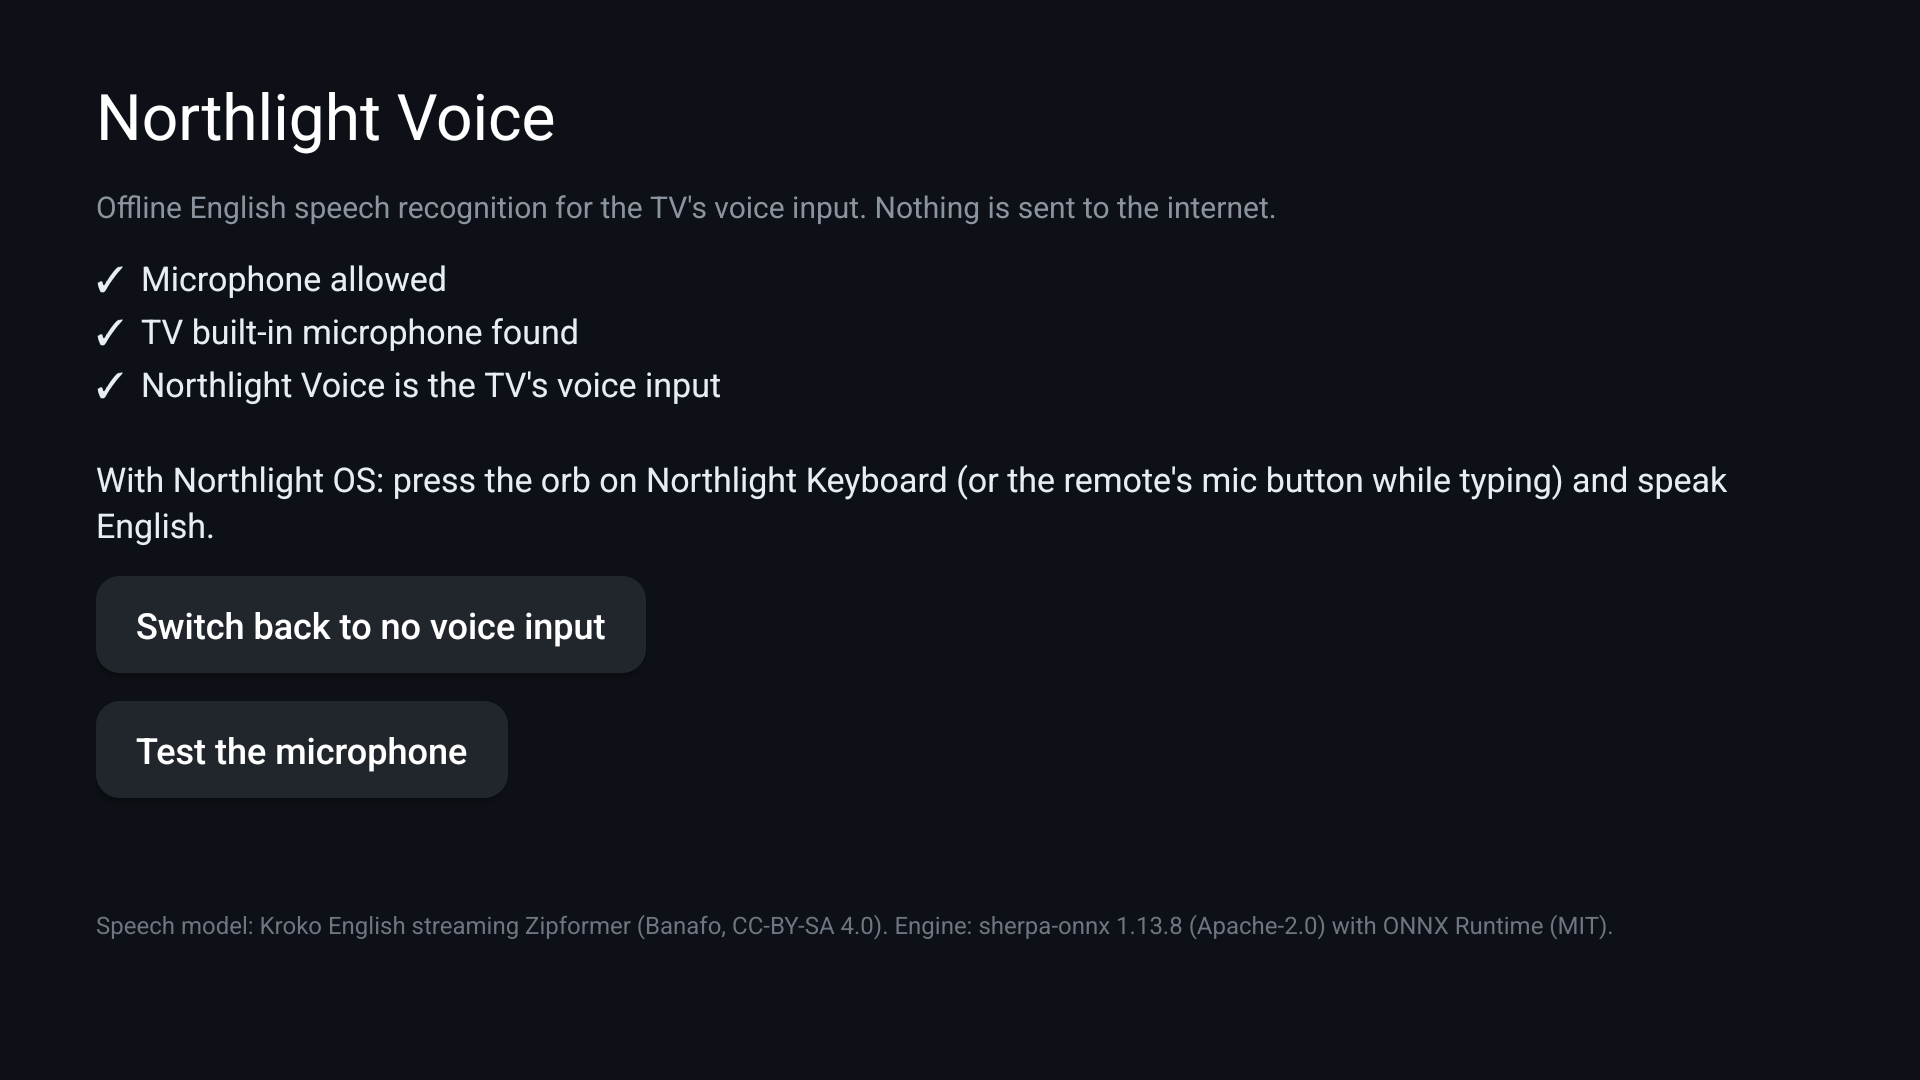 Northlight Voice
Offline English speech recognition for the TV's voice input. Nothing is sent to the internet.
✓ Microphone allowed
✓ TV built-in microphone found
✓ Northlight Voice is the TV's voice input
With Northlight OS: press the orb on Northlight Keyboard (or the remote's mic button while typing) and speak
English.
Switch back to no voice input
Test the microphone
Speech model: Kroko English streaming Zipformer (Banafo, CC-BY-SA 4.0). Engine: sherpa-onnx 1.13.8 (Apache-2.0) with ONNX Runtime (MIT).